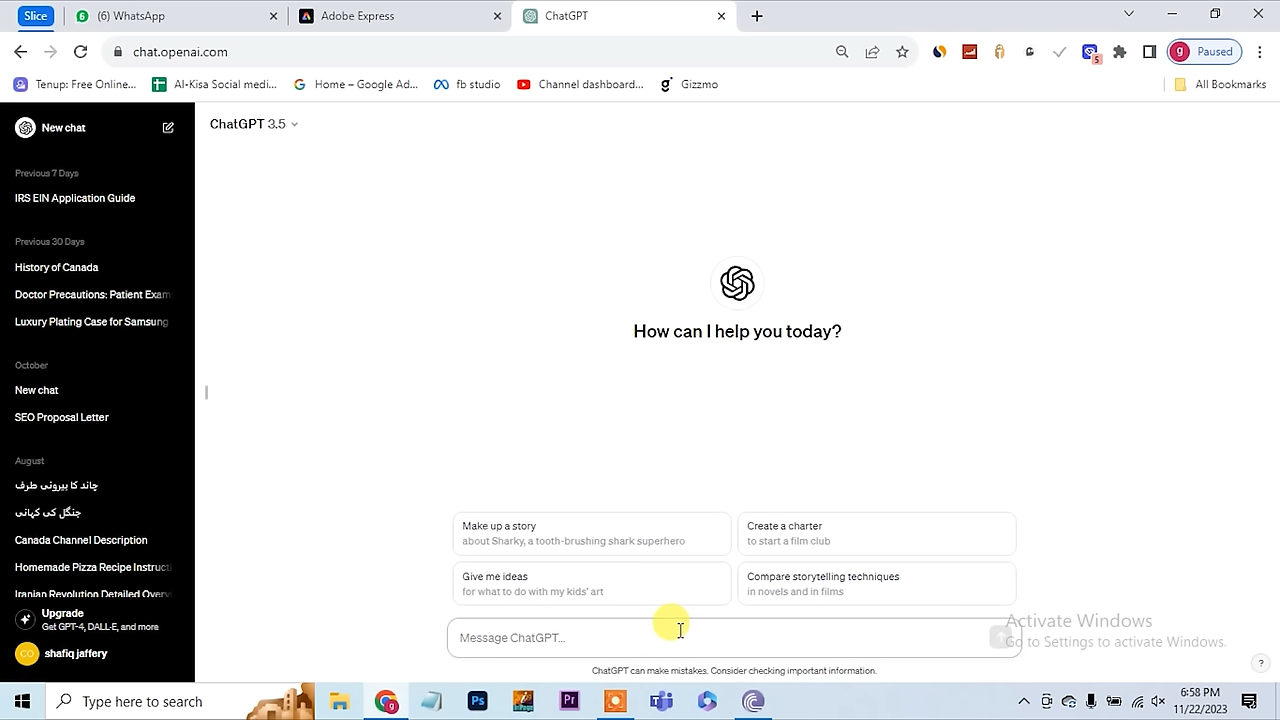 Slice
(6) WhatsApp
Adobe Express
ChatGPT
chat.openai.com
5
g
Paused
Tenup: Free Online...
Al-Kisa Social medi...
Home – Google Ad...
fb studio
Channel dashboard...
Gizzmo
All Bookmarks
New chat
ChatGPT 3.5
Previous 7 Days
IRS EIN Application Guide
Previous 30 Days
History of Canada
Doctor Precautions: Patient Exam
Luxury Plating Case for Samsung
October
New chat
SEO Proposal Letter
August
چاند کا بیرونی طرف
جنگل کی کہانی
Canada Channel Description
Homemade Pizza Recipe Instructi
Iranian Revolution Detailed Overv
Upgrade
Get GPT-4, DALL·E, and more
CO
shafiq jaffery
How can I help you today?
Make up a story
about Sharky, a tooth-brushing shark superhero
Create a charter
to start a film club
Give me ideas
for what to do with my kids' art
Compare storytelling techniques
in novels and in films
Message ChatGPT...
ChatGPT can make mistakes. Consider checking important information.
Activate Windows
Go to Settings to activate Windows.
?
Type here to search
Ps
Pr
6:58 PM
11/22/2023